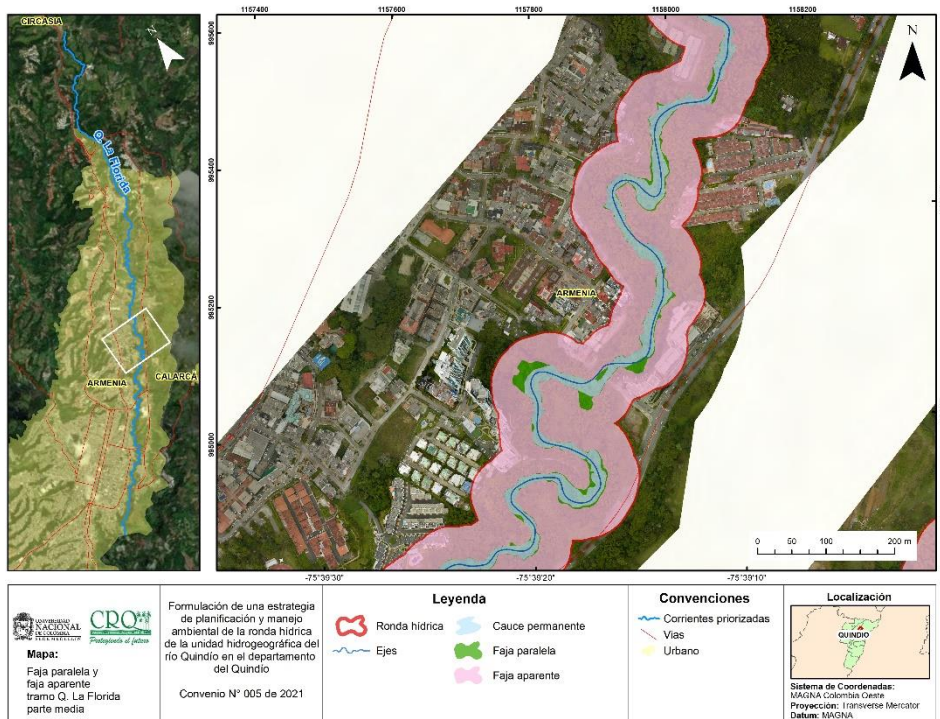 CIRCASIA
N
Q. La Florida
ARMENIA
CALARCÁ
1157400
1157600
1157800
1158000
1158200
N
995600
995400
995200
995000
ARMENIA
0 50 100 200 m
-75°39'30"
-75°39'20"
-75°39'10"
UNIVERSIDAD
NACIONAL
DE COLOMBIA
CRQ
Protegiendo el futuro
Mapa:
Faja paralela y
faja aparente
tramo Q. La Florida
parte media
Formulación de una estrategia
de planificación y manejo
ambiental de la ronda hídrica
de la unidad hidrogeográfica del
río Quindío en el departamento
del Quindío
Convenio N° 005 de 2021
Leyenda
Ronda hídrica
Ejes
Cauce permanente
Faja paralela
Faja aparente
Convenciones
Corrientes priorizadas
Vias
Urbano
Localización
QUINDIO
Sistema de Coordenadas:
MAGNA Colombia Oeste
Proyección: Transverse Mercator
Datum: MAGNA